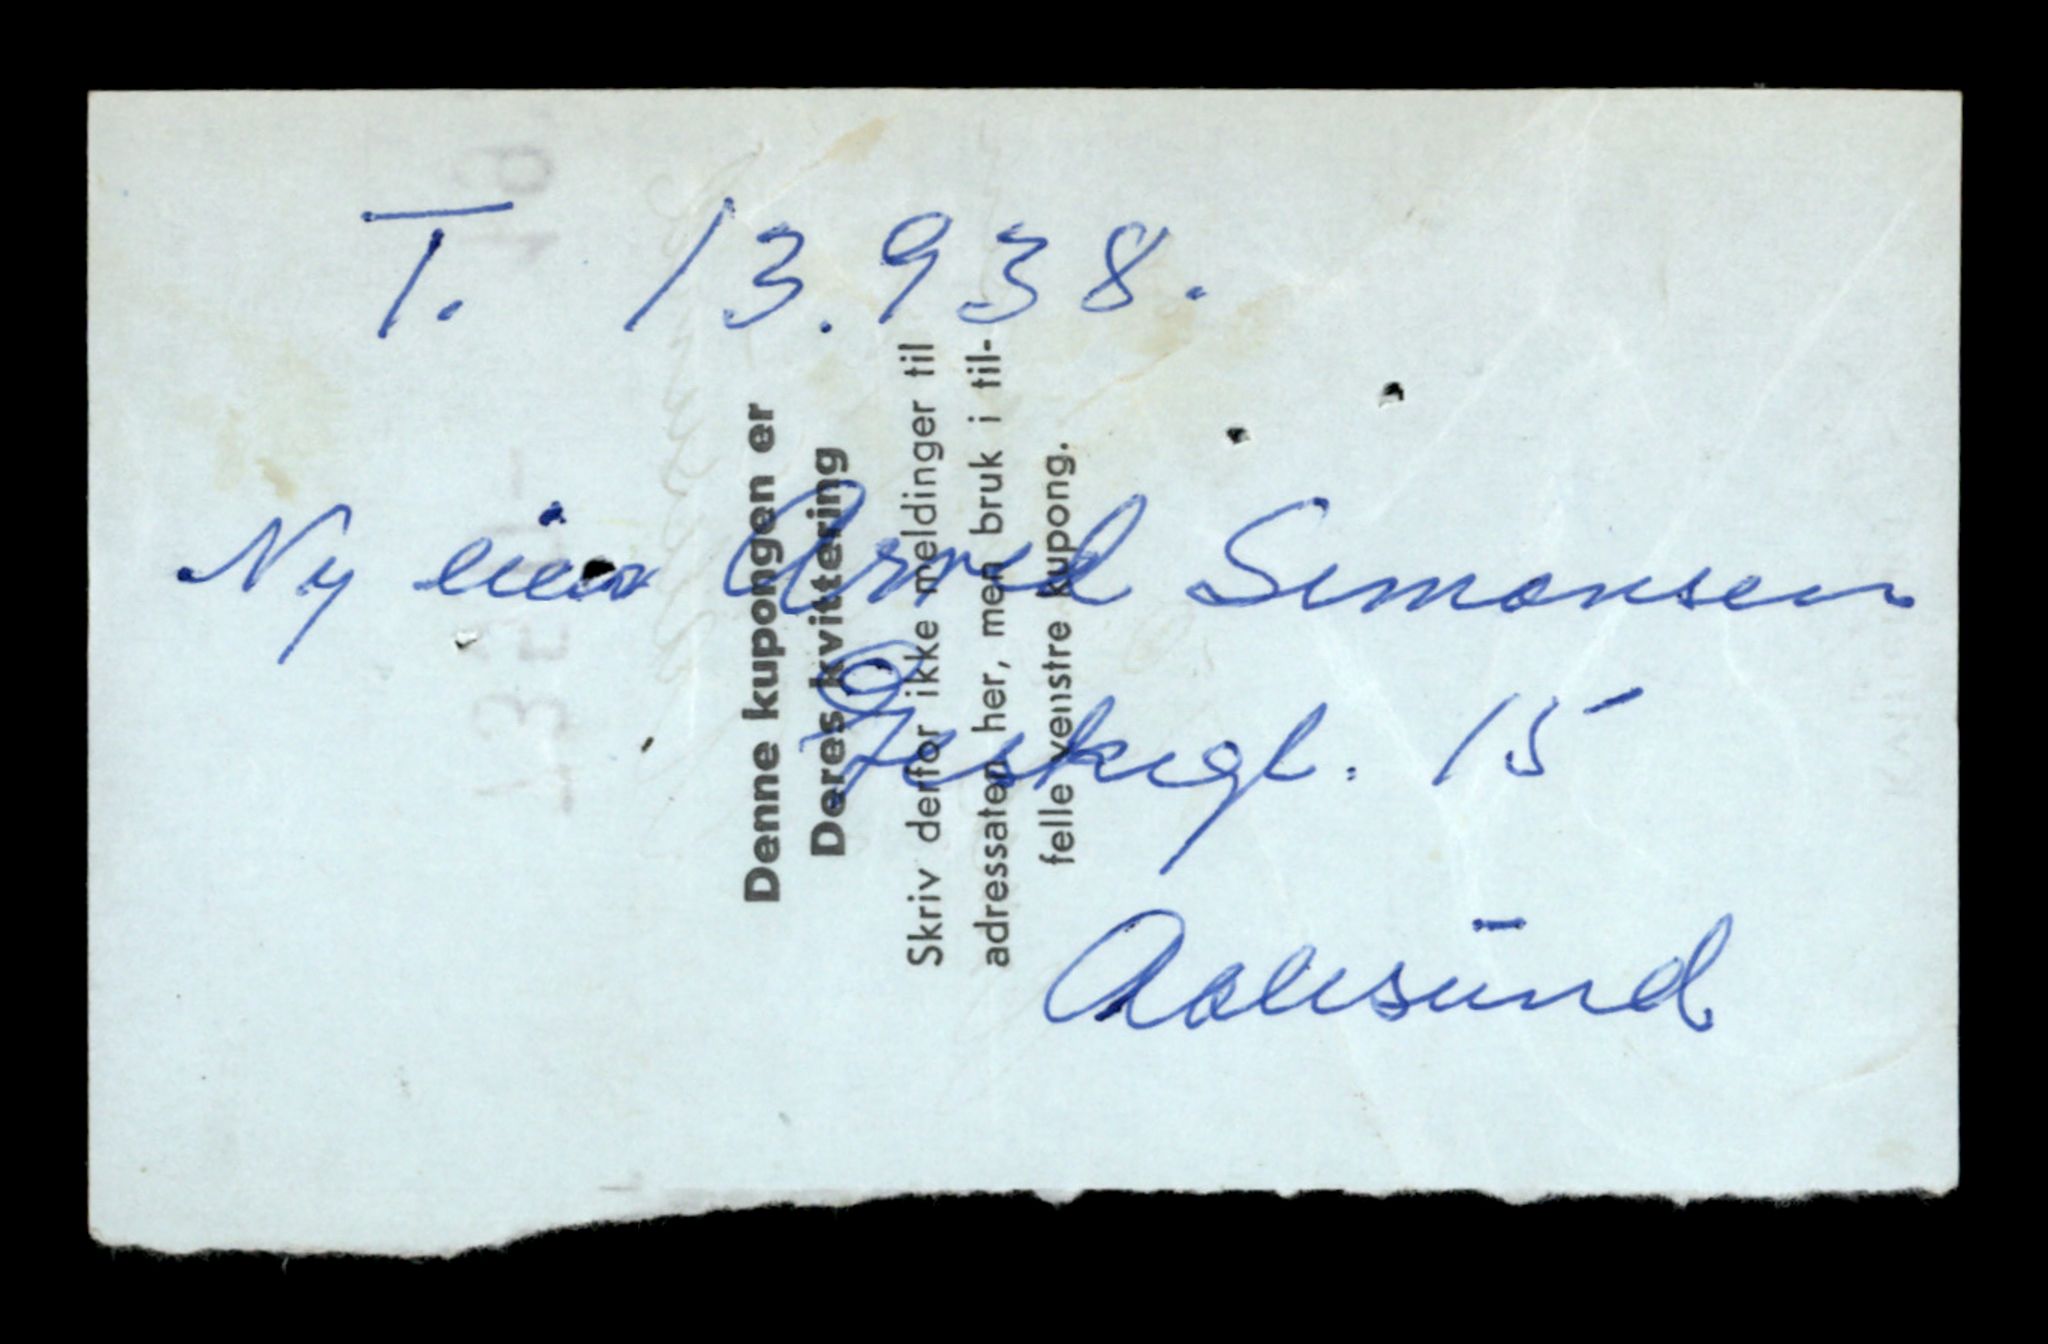 T. 13.938.
Ny eier Arvid Simonsen
Fiskegt. 15
Aalesund
Denne kupongen er
Deres kvittering
Skriv derfor ikke meldinger til
adressaten her, men bruk i til-
felle venstre kupong.